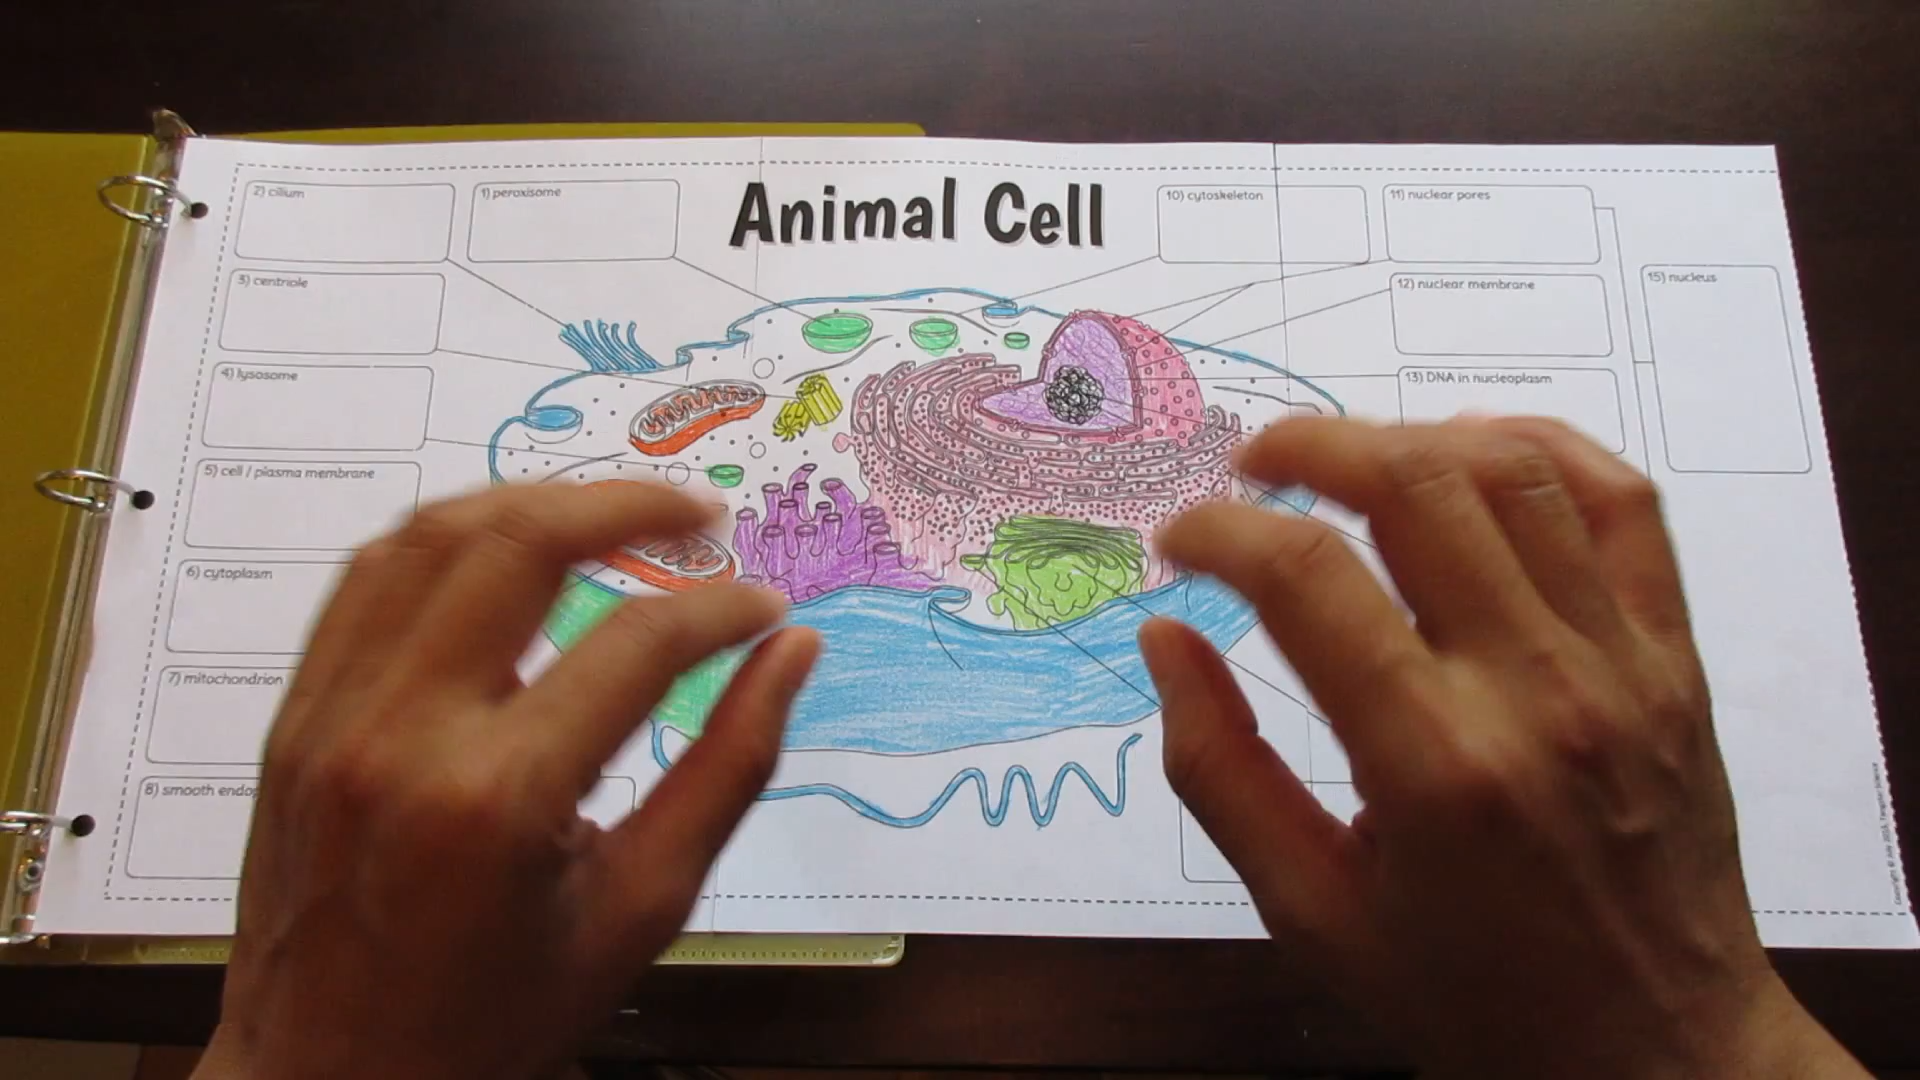 Animal Cell
2) cilium
1) peroxisome
3) centriole
4) lysosome
5) cell / plasma membrane
6) cytoplasm
7) mitochondrion
8) smooth endop
10) cytoskeleton
11) nuclear pores
12) nuclear membrane
13) DNA in nucleoplasm
15) nucleus